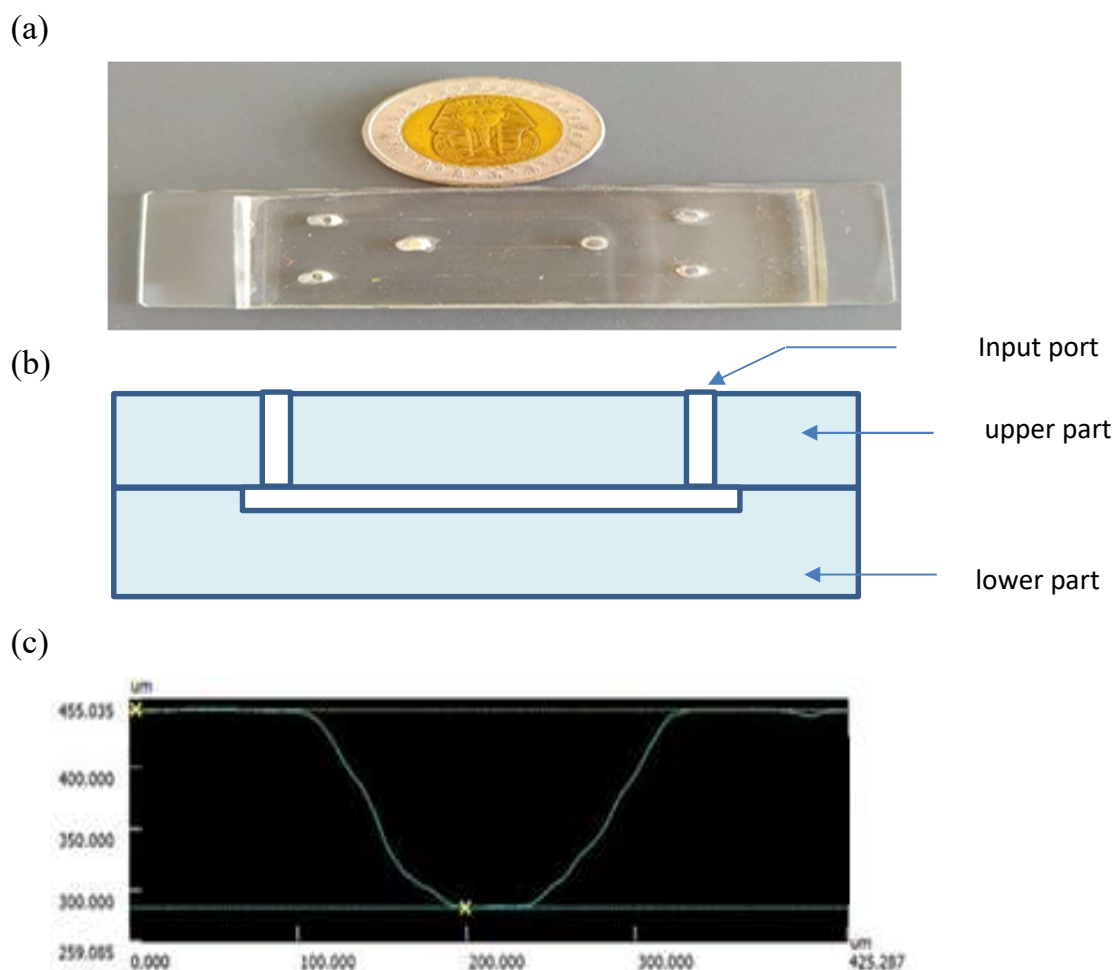 (a)
(b)
Input port
upper part
lower part
(c)
um
455.035
400.000
350.000
300.000
259.085
0.000 100.000 200.000 300.000 425.287
um